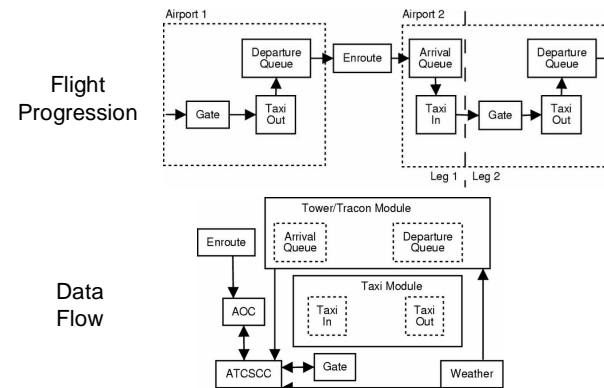 Flight
Progression
Airport 1
Departure
Queue
Gate
Taxi
Out
Enroute
Airport 2
Arrival
Queue
Taxi
In
Gate
Departure
Queue
Taxi
Out
Leg 1
Leg 2
Data
Flow
Tower/Tracon Module
Arrival
Queue
Departure
Queue
Enroute
Taxi Module
Taxi
In
Taxi
Out
AOC
ATCSCC
Gate
Weather